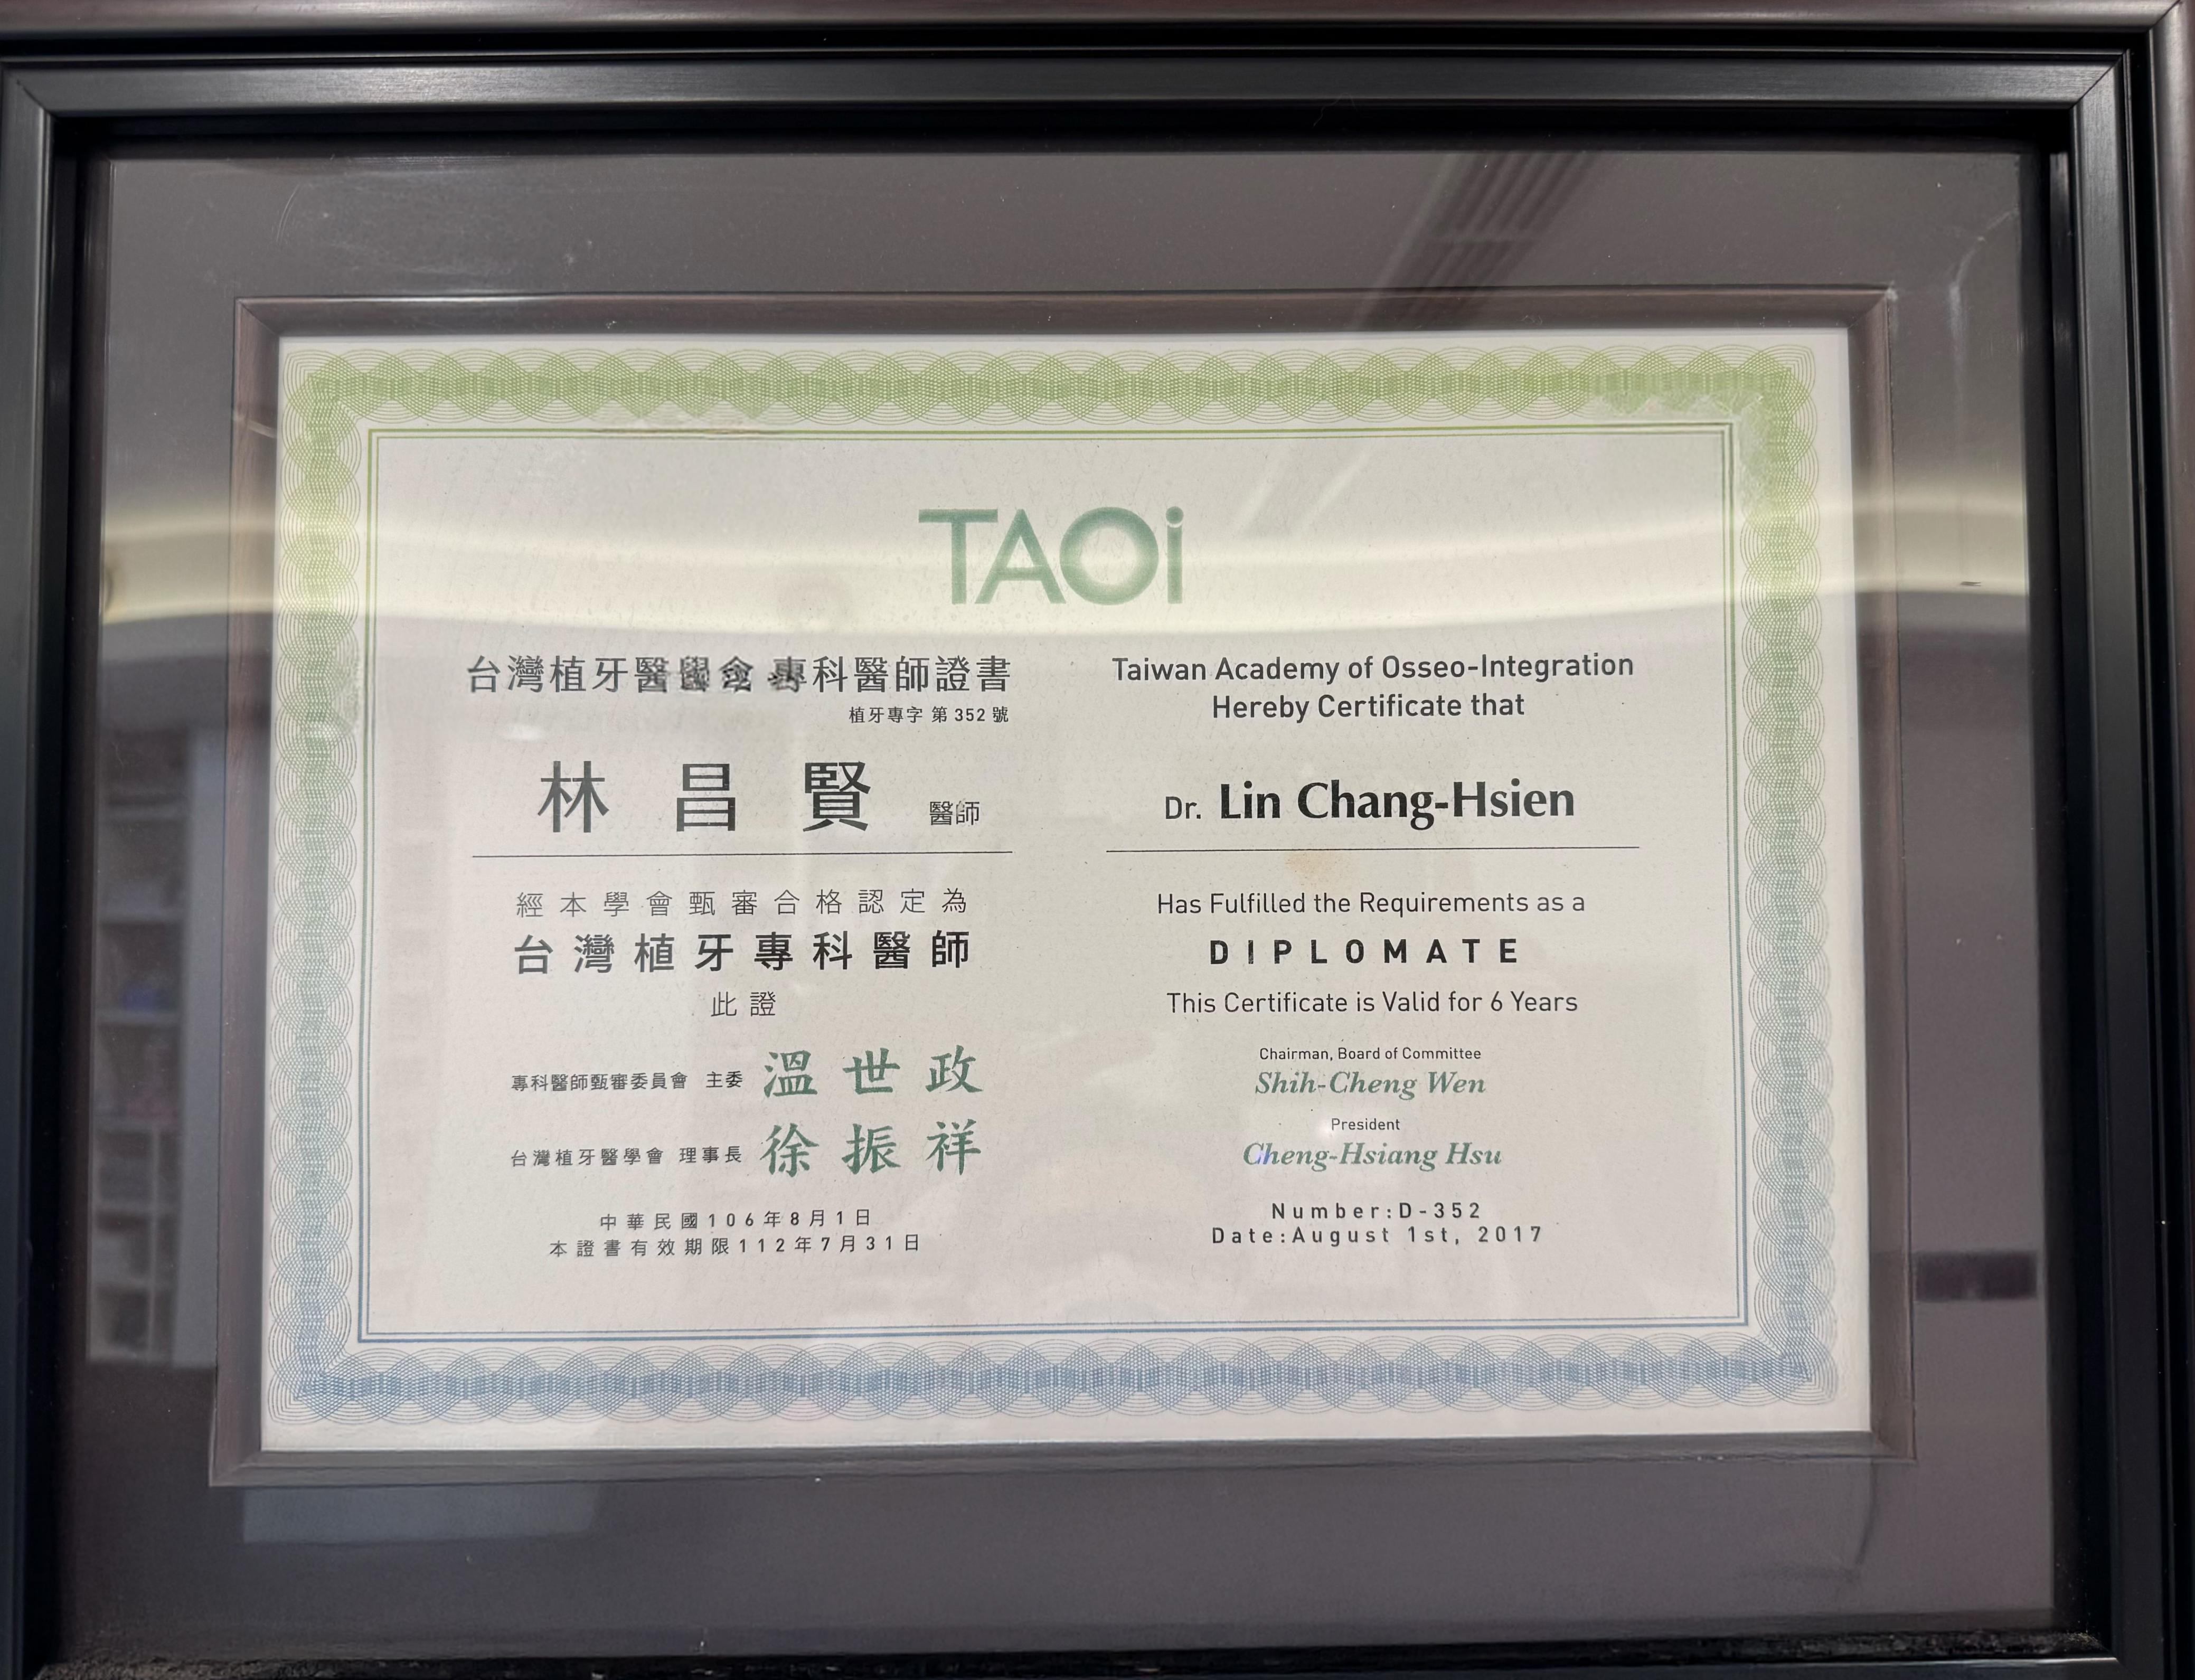 TAOi
台灣植牙醫學會 專科醫師證書
植牙專字 第 352 號
林昌賢 醫師
經本學會甄審合格認定為
台灣植牙專科醫師
此證
專科醫師甄審委員會 主委 溫世政
台灣植牙醫學會 理事長 徐振祥
中華民國106年8月1日
本證書有效期限112年7月31日
Taiwan Academy of Osseo-Integration
Hereby Certificate that
Dr. Lin Chang-Hsien
Has Fulfilled the Requirements as a
DIPLOMATE
This Certificate is Valid for 6 Years
Chairman, Board of Committee
Shih-Cheng Wen
President
Cheng-Hsiang Hsu
Number:D-352
Date:August 1st, 2017